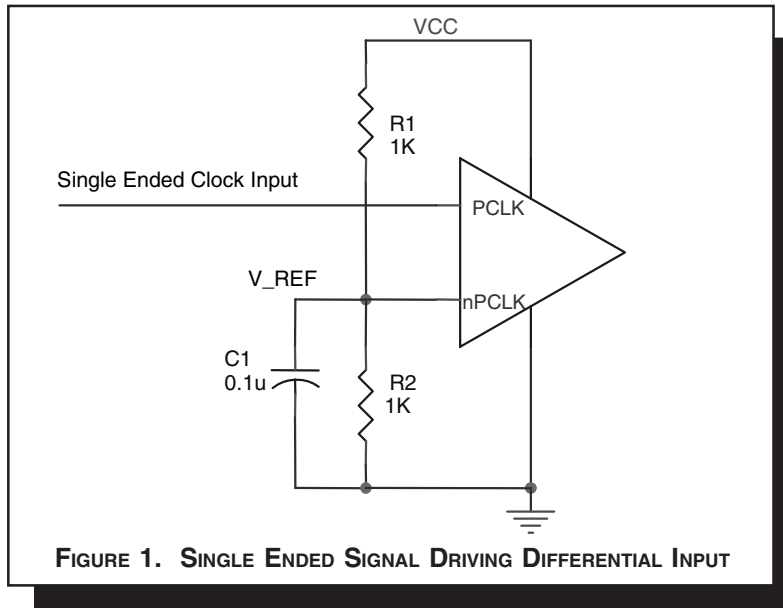 VCC
R1
1K
Single Ended Clock Input
PCLK
V_REF
nPCLK
C1
0.1u
R2
1K
FIGURE 1. SINGLE ENDED SIGNAL DRIVING DIFFERENTIAL INPUT